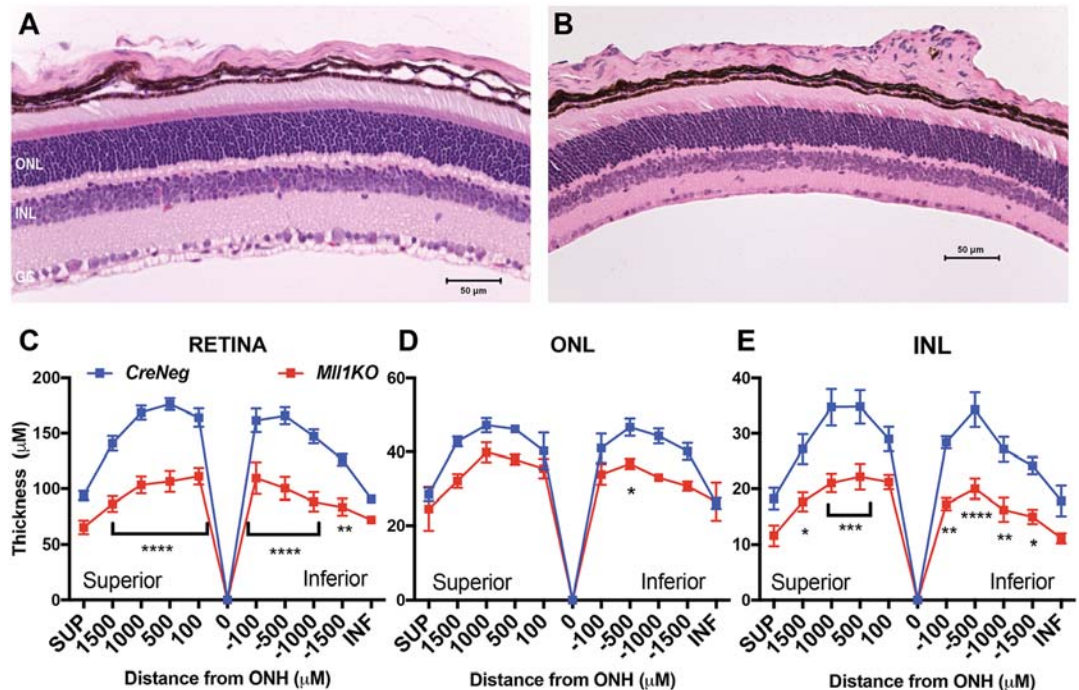 A
B
ONL
INL
GC
50 µm
50 µm
C
RETINA
D
ONL
E
INL
CreNeg
Mll1KO
Thickness (µM)
200
150
100
50
0
****
****
**
Superior
Inferior
SUP 1500 1000 500 100 0 -100 -500 -1000 -1500 INF
Distance from ONH (µM)
60
40
20
0
*
Superior
Inferior
SUP 1500 1000 500 100 0 -100 -500 -1000 -1500 INF
Distance from ONH (µM)
40
30
20
10
0
*
***
**
****
**
*
Superior
Inferior
SUP 1500 1000 500 100 0 -100 -500 -1000 -1500 INF
Distance from ONH (µM)